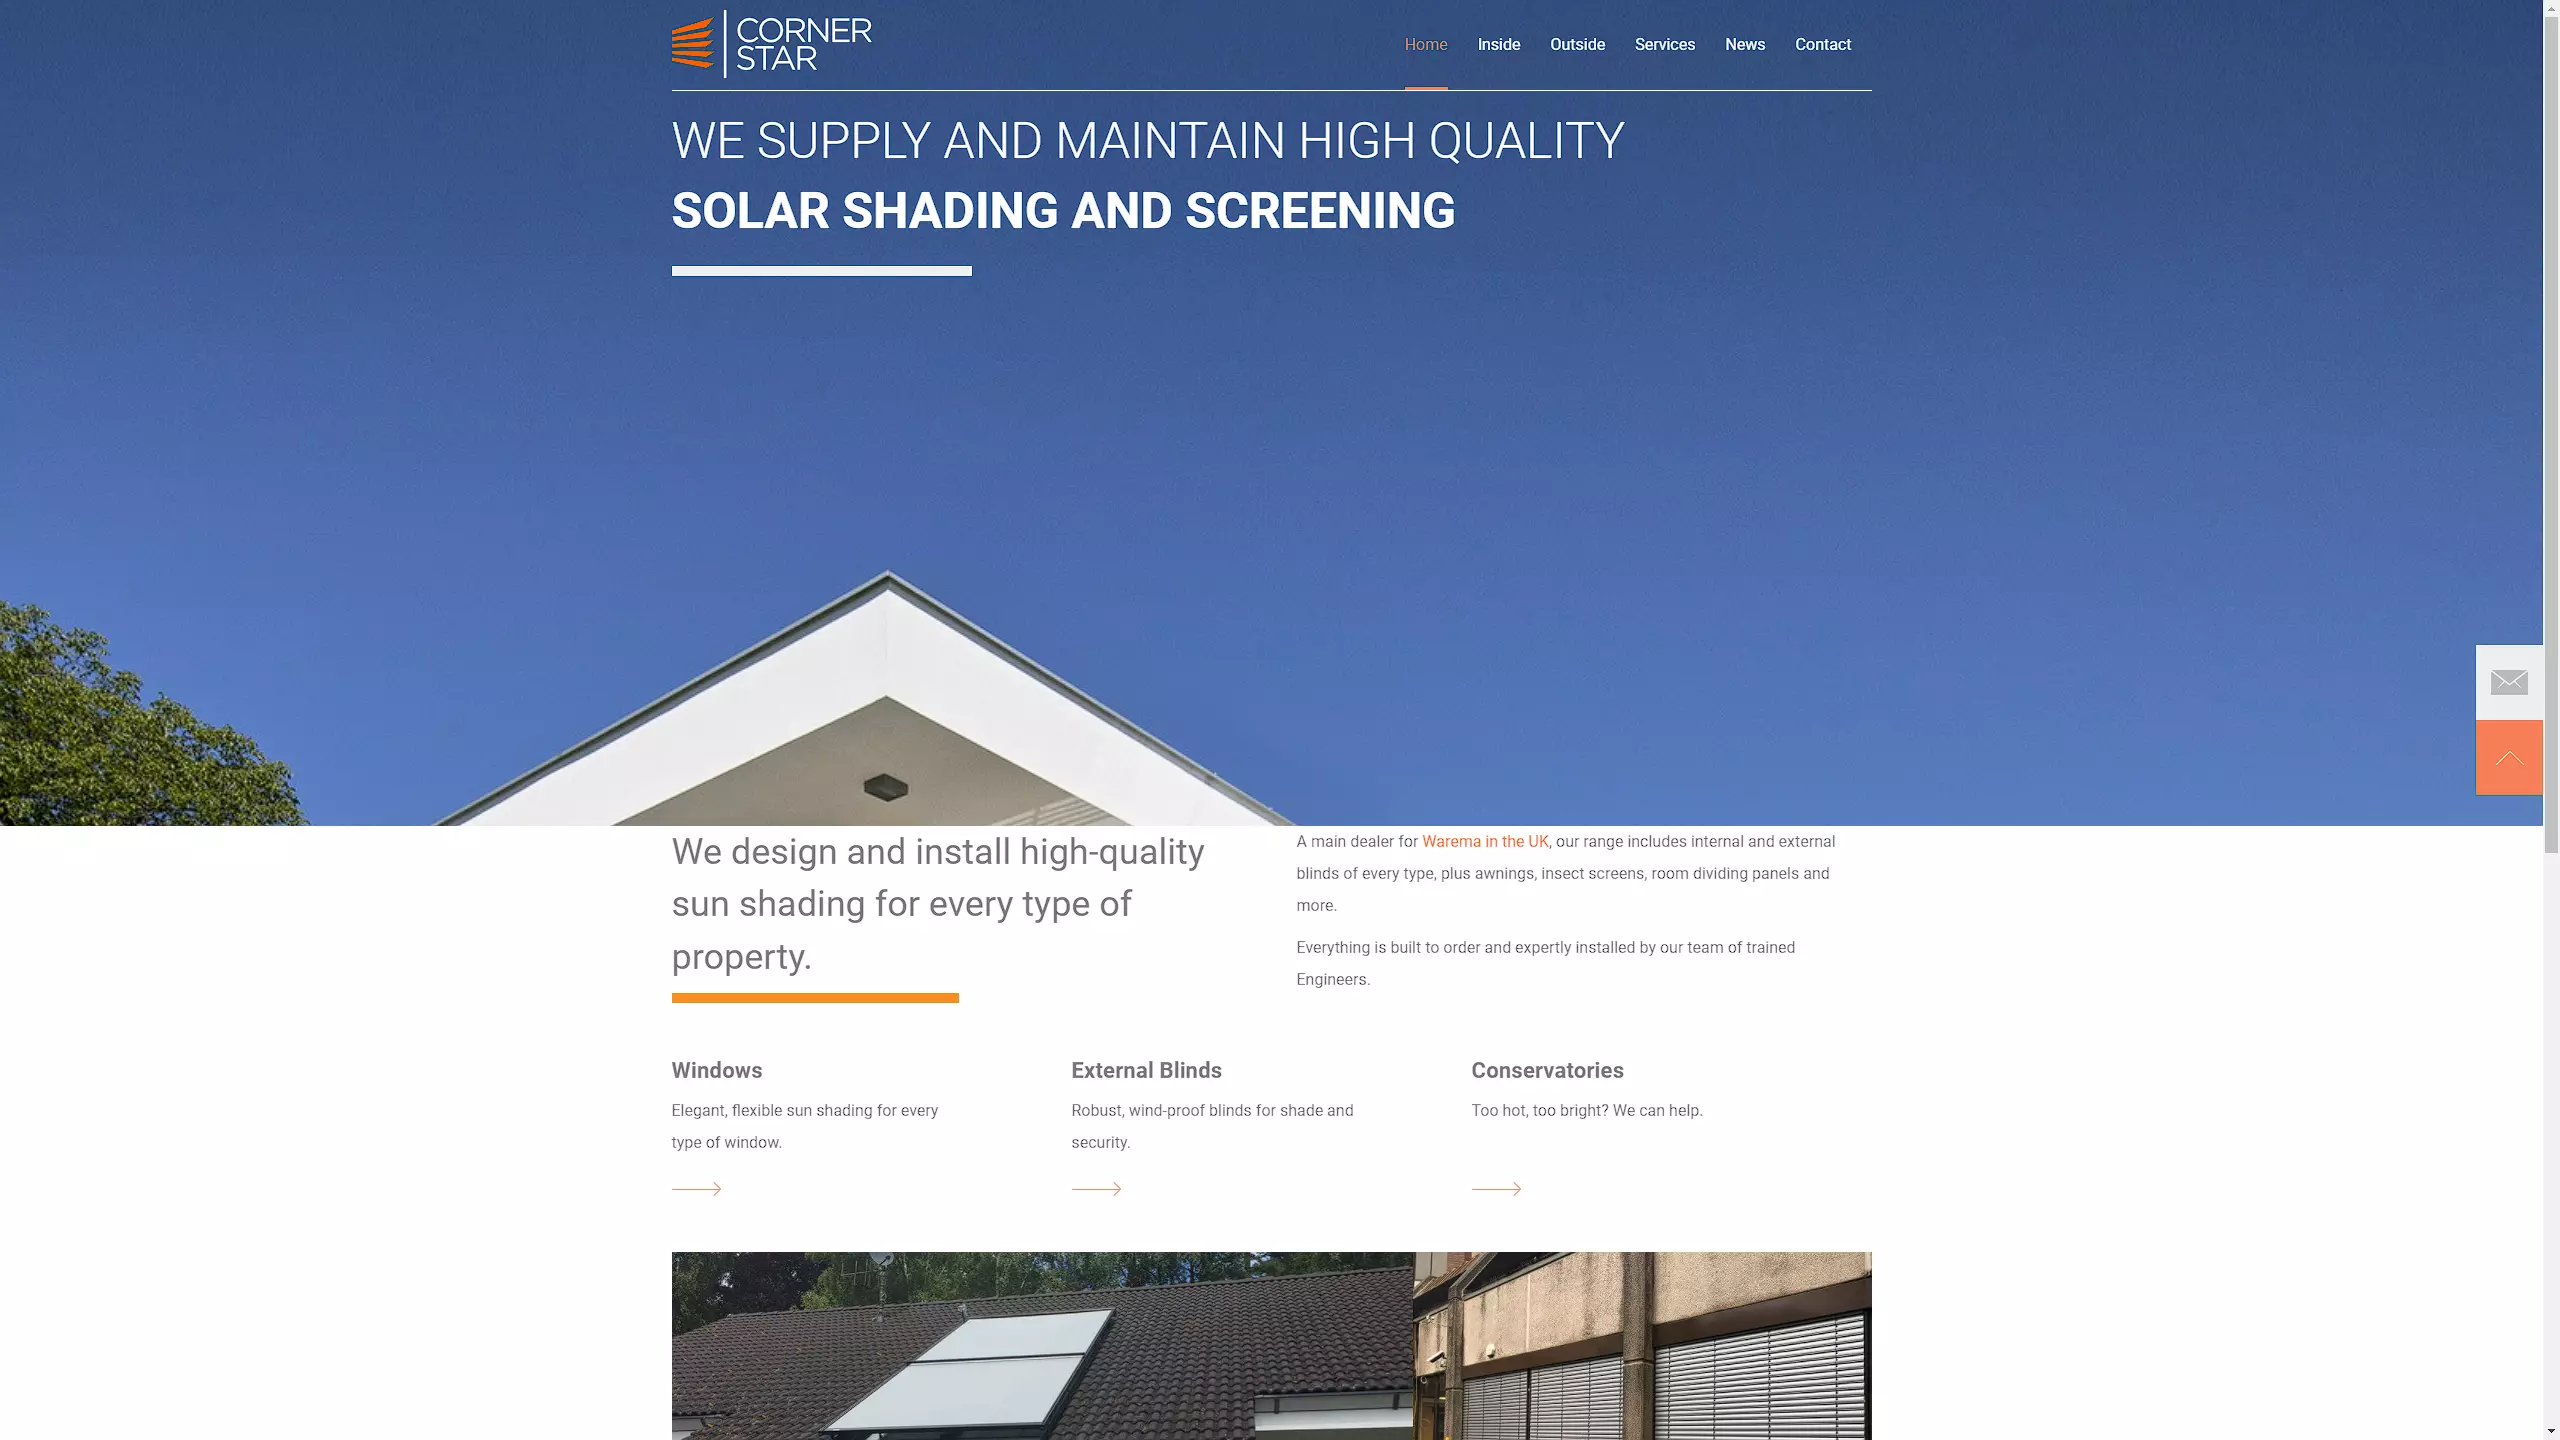 CORNER
STAR
Home Inside Outside Services News Contact
WE SUPPLY AND MAINTAIN HIGH QUALITY
SOLAR SHADING AND SCREENING
We design and install high-quality
sun shading for every type of
property.
A main dealer for Warema in the UK, our range includes internal and external
blinds of every type, plus awnings, insect screens, room dividing panels and
more.
Everything is built to order and expertly installed by our team of trained
Engineers.
Windows
Elegant, flexible sun shading for every
type of window.
External Blinds
Robust, wind-proof blinds for shade and
security.
Conservatories
Too hot, too bright? We can help.